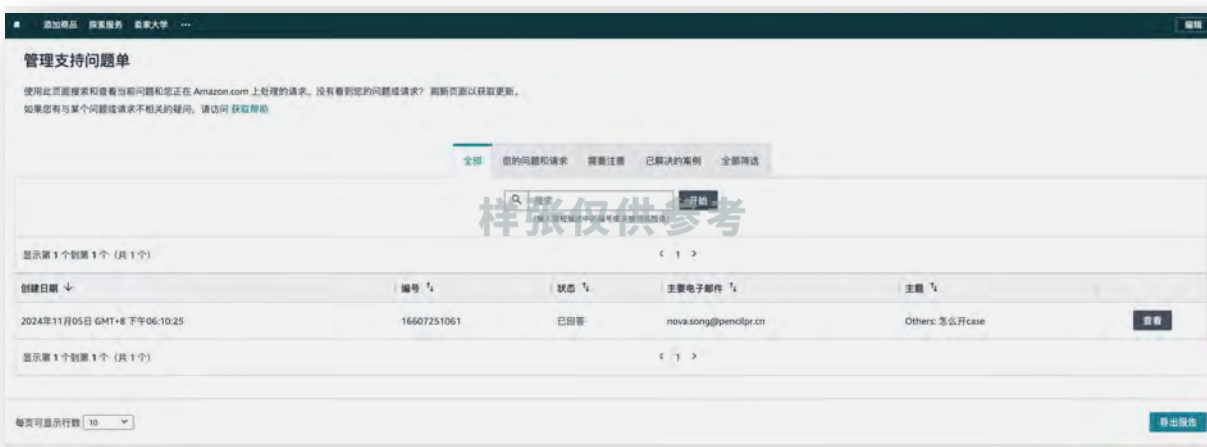 添加商品 探索服务 卖家大学 ...
编辑
管理支持问题单
使用此页面搜索和查看当前问题和您正在 Amazon.com 上处理的请求。没有看到您的问题或请求？ 刷新页面以获取更新。
如果您有与某个问题或请求不相关的疑问，请访问 获取帮助
全部 您的问题和请求 需要注意 已解决的案例 全部筛选
搜索 开始
样张仅供参考
显示第 1 个到第 1 个（共 1 个）
< 1 >
创建日期 编号 状态 主要电子邮件 主题
2024年11月05日 GMT+8 下午06:10:25 16607251061 已回答 nova.song@pencilpr.cn Others: 怎么开case 查看
显示第 1 个到第 1 个（共 1 个）
< 1 >
每页可显示行数 10
导出报告